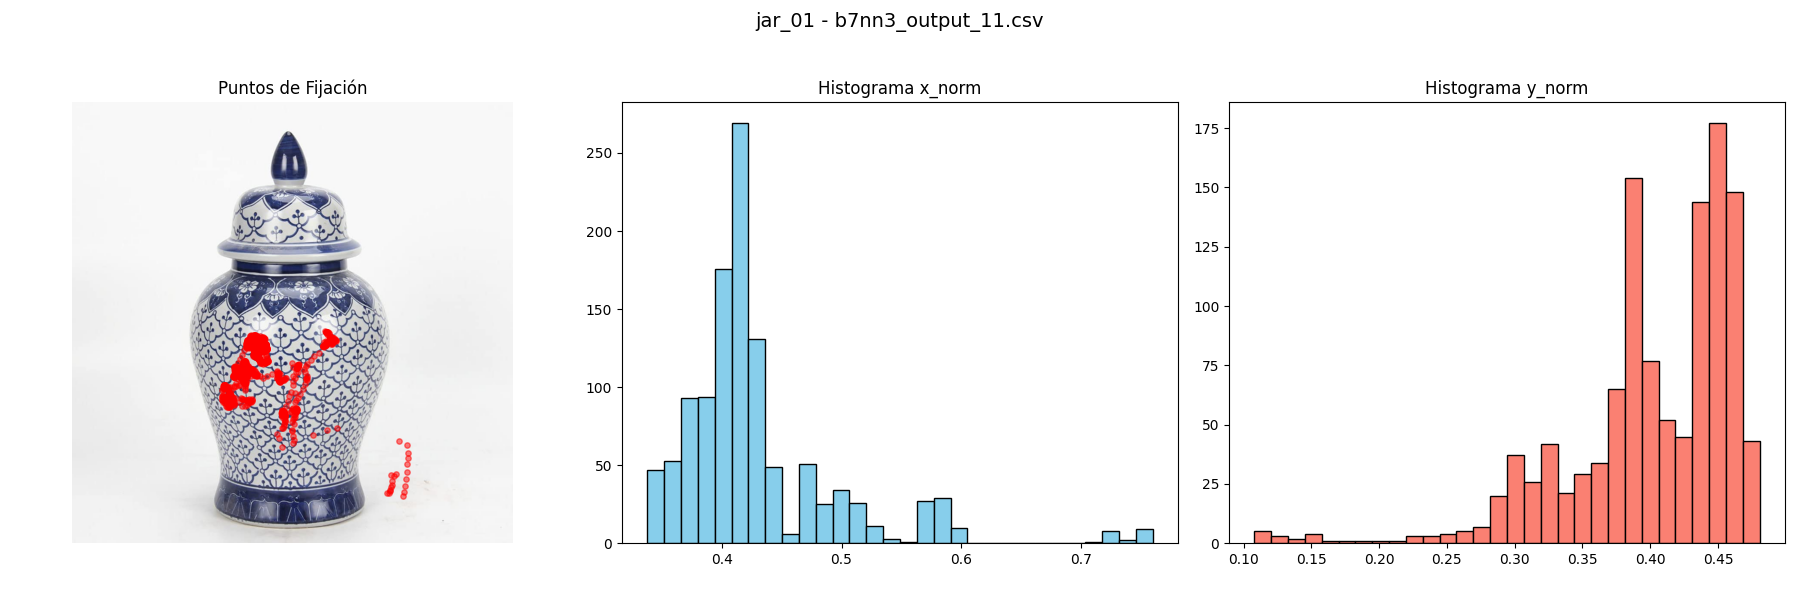 jar_01 - b7nn3_output_11.csv
Puntos de Fijación
Histograma x_norm
250
200
150
100
50
0
0.4 0.5 0.6 0.7
Histograma y_norm
175
150
125
100
75
50
25
0
0.10 0.15 0.20 0.25 0.30 0.35 0.40 0.45